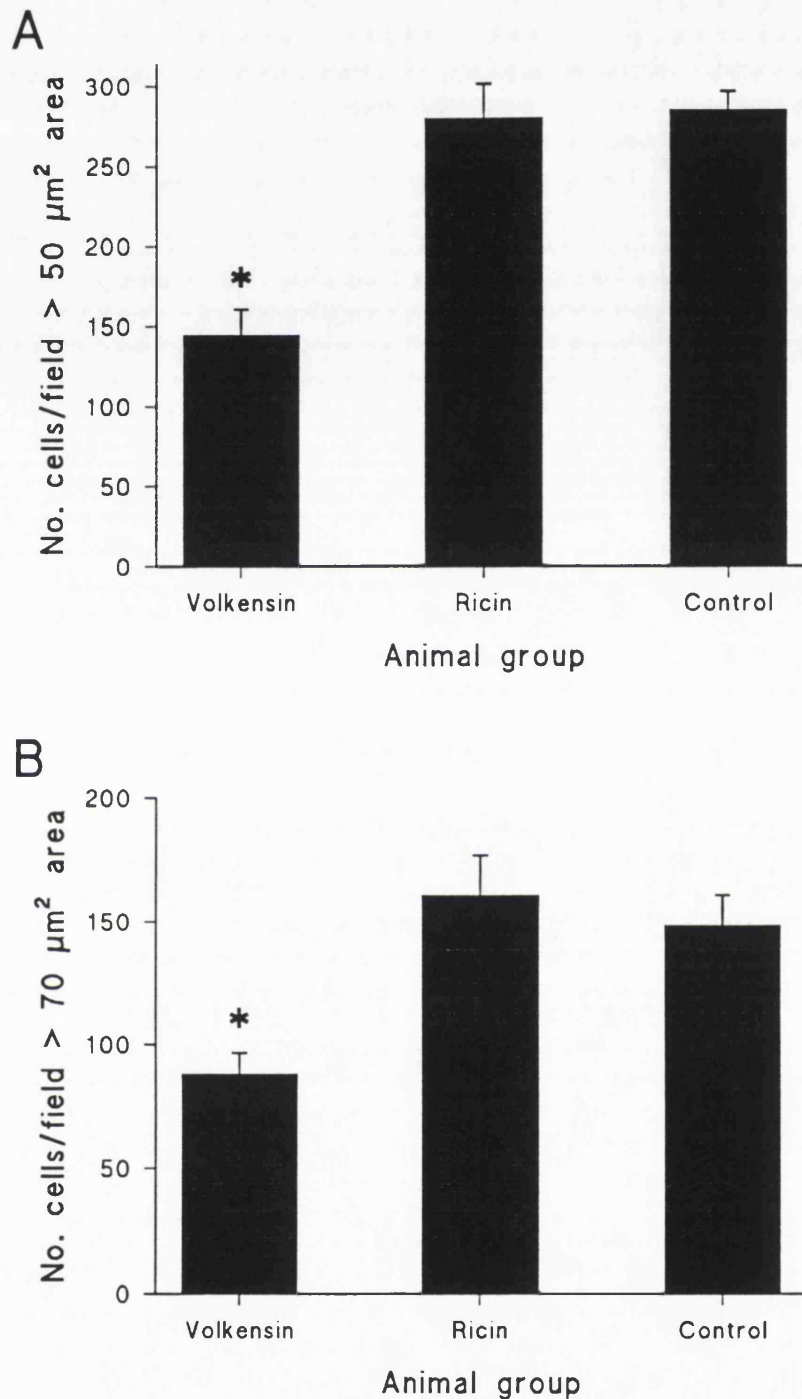 A
No. cells/field > 50 µm² area
300
250
200
150
100
50
0
*
Volkensin Ricin Control
Animal group
B
No. cells/field > 70 µm² area
200
150
100
50
0
*
Volkensin Ricin Control
Animal group